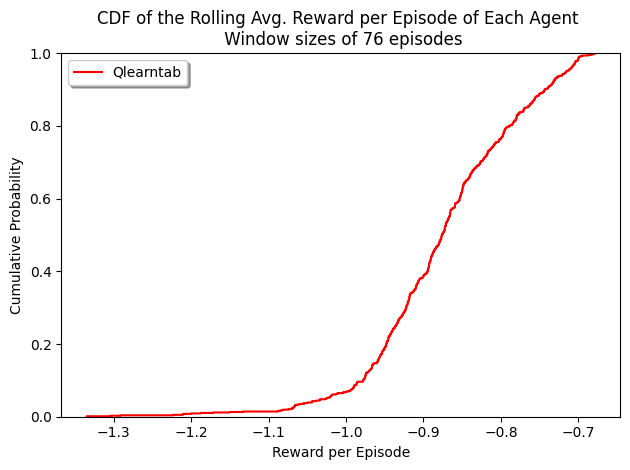 CDF of the Rolling Avg. Reward per Episode of Each Agent
Window sizes of 76 episodes
Qlearntab
1.0
0.8
0.6
0.4
0.2
0.0
Cumulative Probability
−1.3 −1.2 −1.1 −1.0 −0.9 −0.8 −0.7
Reward per Episode